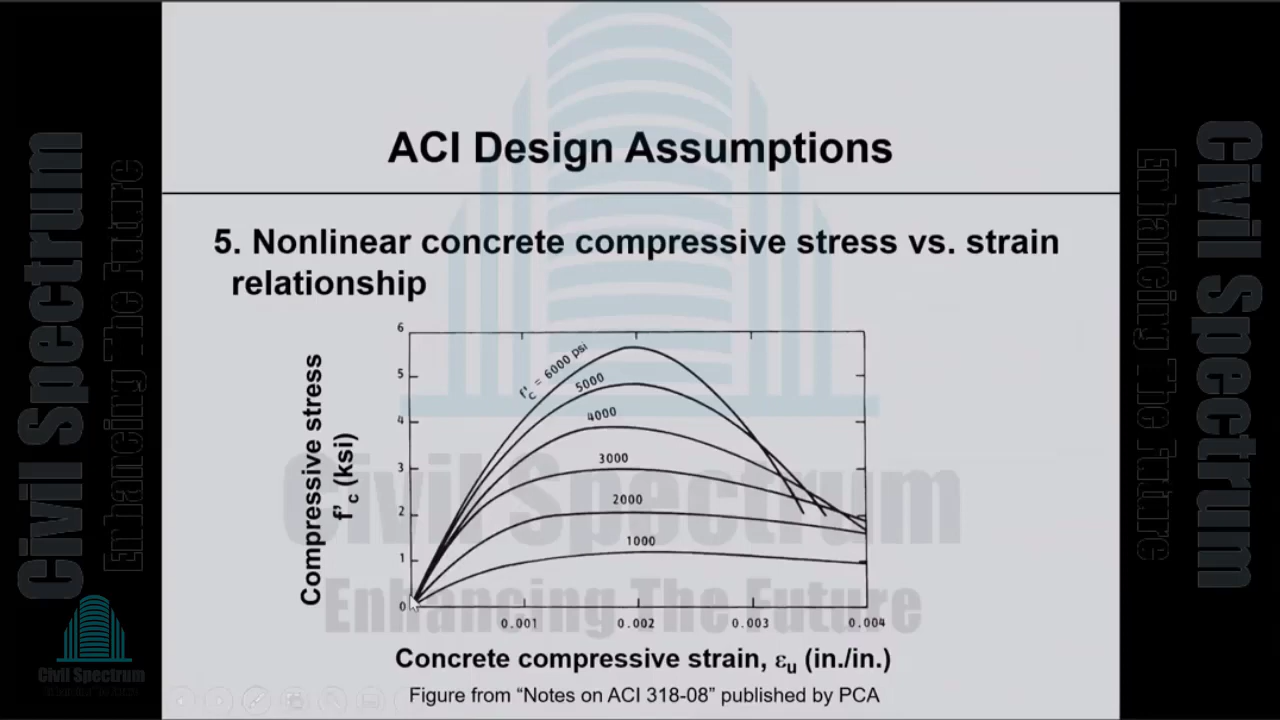 ACI Design Assumptions
5. Nonlinear concrete compressive stress vs. strain
relationship
Compressive stress
f'c (ksi)
6
5
4
3
2
1
0
f'c = 6000 psi
5000
4000
3000
2000
1000
0.001
0.002
0.003
0.004
Concrete compressive strain, εu (in./in.)
Figure from “Notes on ACI 318-08” published by PCA
Civil Spectrum
Enhancing The Future
Civil Spectrum
Enhancing The Future
Civil Spectrum
Enhancing The Future
Civil Spectrum